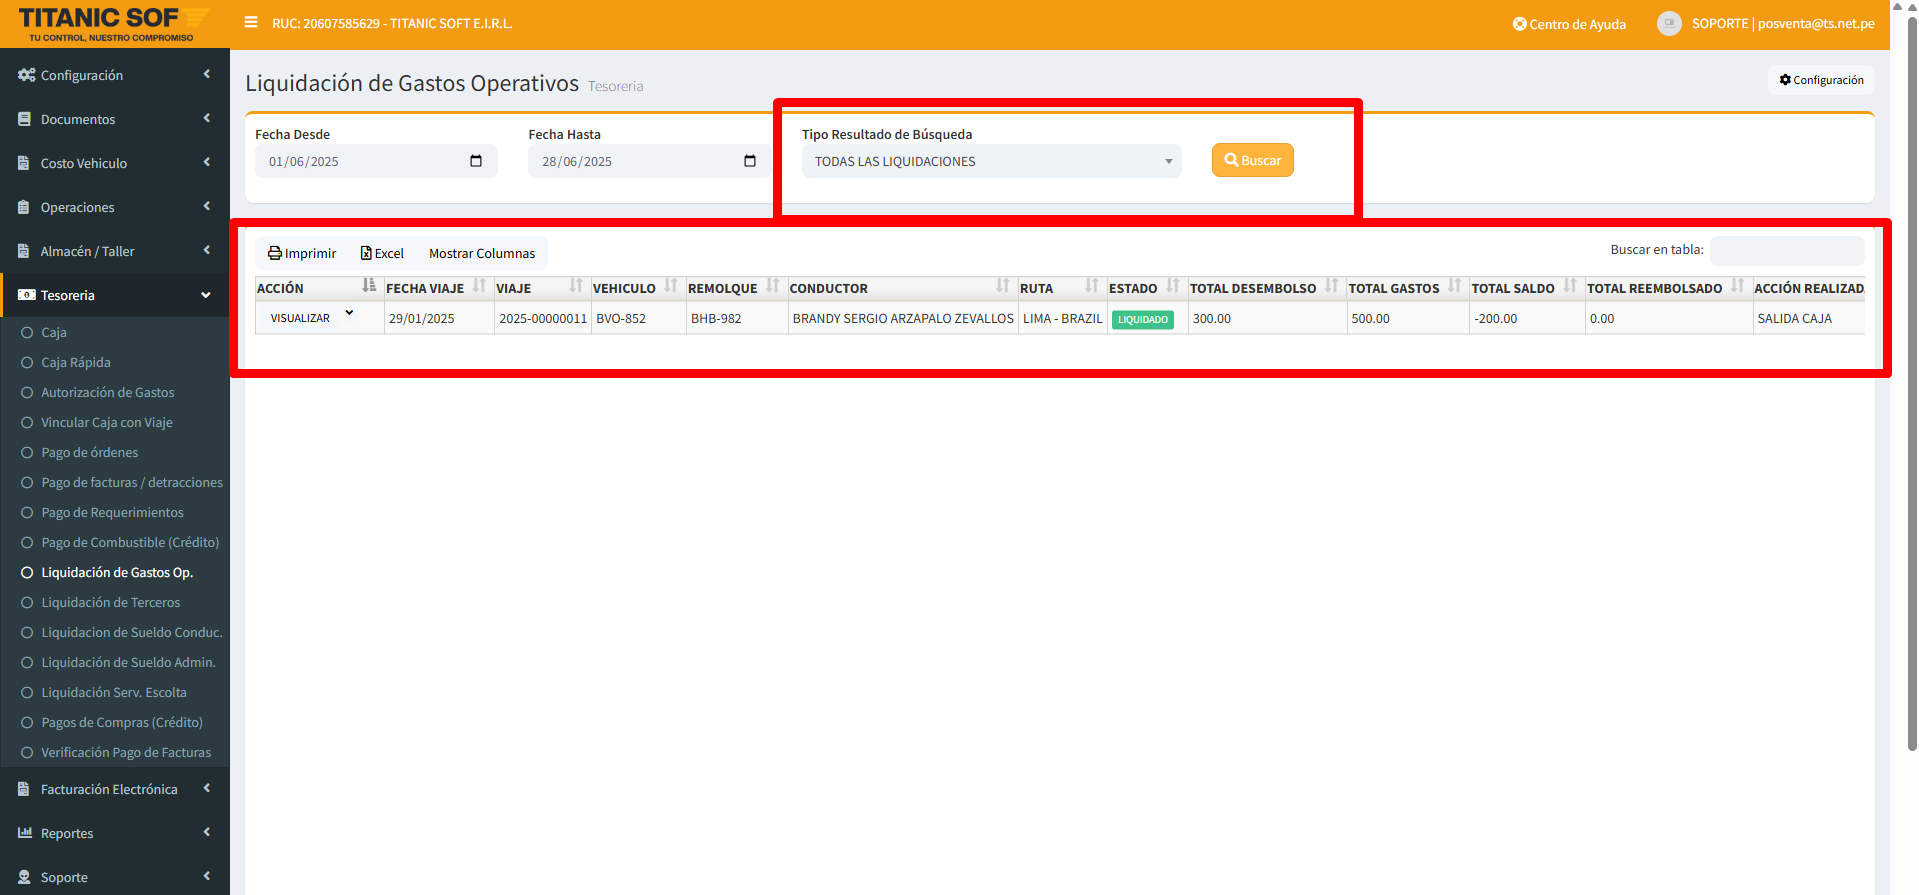 TITANIC SOF
TU CONTROL, NUESTRO COMPROMISO
RUC: 20607585629 - TITANIC SOFT E.I.R.L.
Centro de Ayuda
SOPORTE | posventa@ts.net.pe
Configuración
Documentos
Costo Vehiculo
Operaciones
Almacén / Taller
Tesoreria
Caja
Caja Rápida
Autorización de Gastos
Vincular Caja con Viaje
Pago de órdenes
Pago de facturas / detracciones
Pago de Requerimientos
Pago de Combustible (Crédito)
Liquidación de Gastos Op.
Liquidación de Terceros
Liquidacion de Sueldo Conduc.
Liquidación de Sueldo Admin.
Liquidación Serv. Escolta
Pagos de Compras (Crédito)
Verificación Pago de Facturas
Facturación Electrónica
Reportes
Soporte
Liquidación de Gastos Operativos Tesoreria
Configuración
Fecha Desde
Fecha Hasta
Tipo Resultado de Búsqueda
01/06/2025
28/06/2025
TODAS LAS LIQUIDACIONES
Buscar
Imprimir
Excel
Mostrar Columnas
Buscar en tabla:
ACCIÓN FECHA VIAJE VIAJE VEHICULO REMOLQUE CONDUCTOR RUTA ESTADO TOTAL DESEMBOLSO TOTAL GASTOS TOTAL SALDO TOTAL REEMBOLSADO ACCIÓN REALIZADA
VISUALIZAR 29/01/2025 2025-00000011 BVO-852 BHB-982 BRANDY SERGIO ARZAPALO ZEVALLOS LIMA - BRAZIL LIQUIDADO 300.00 500.00 -200.00 0.00 SALIDA CAJA